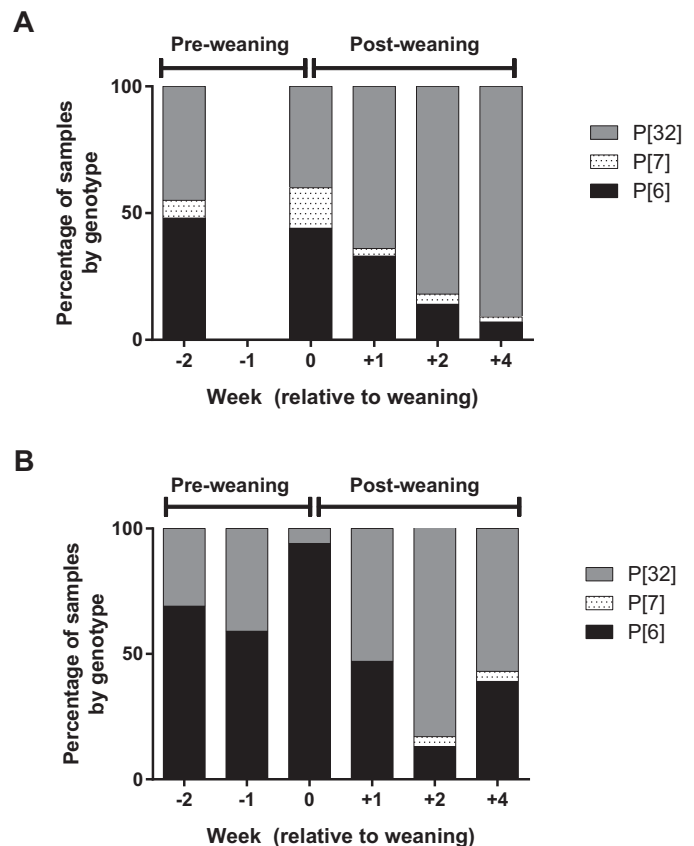 A
Pre-weaning Post-weaning
100
50
0
Percentage of samples
by genotype
P[32]
P[7]
P[6]
-2 -1 0 +1 +2 +4
Week (relative to weaning)
B
Pre-weaning Post-weaning
100
50
0
Percentage of samples
by genotype
P[32]
P[7]
P[6]
-2 -1 0 +1 +2 +4
Week (relative to weaning)